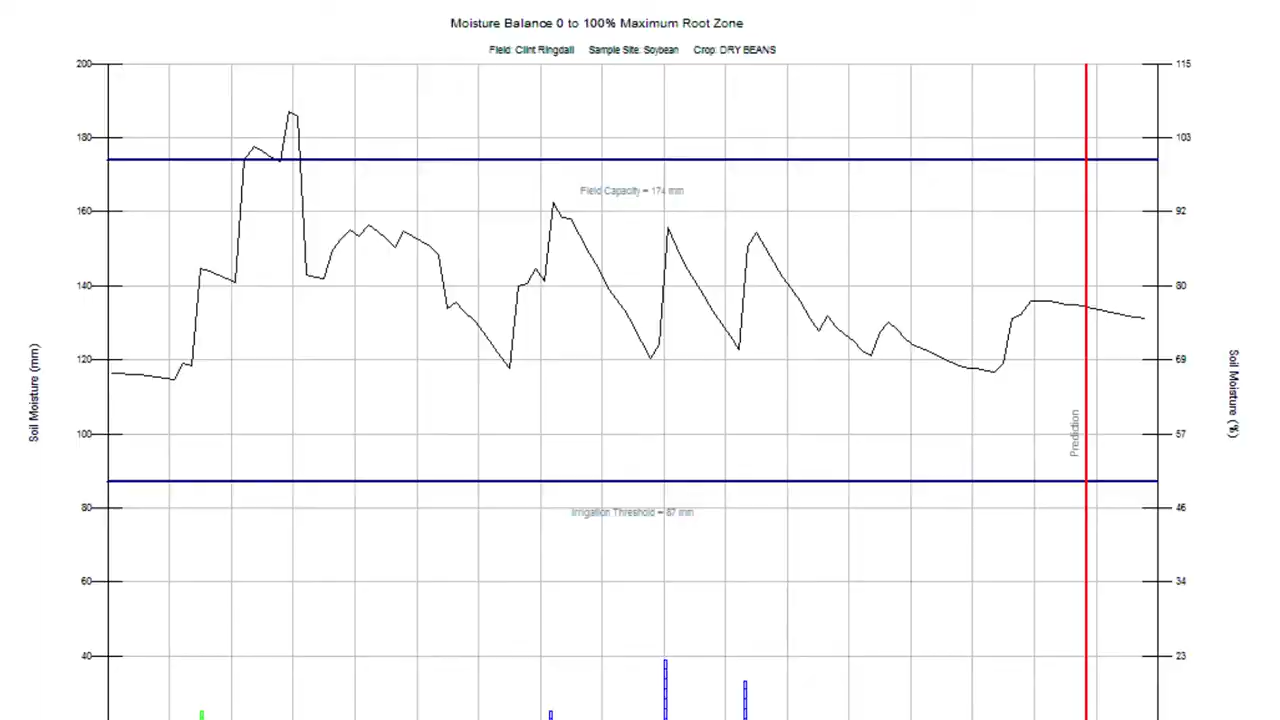 Moisture Balance 0 to 100% Maximum Root Zone
Field: Clint Ringdall Sample Site: Soybean Crop: DRY BEANS
200 115
180 103
Field Capacity = 174 mm
160 92
140 80
120 69
Soil Moisture (mm)
Soil Moisture (%)
Prediction
100 57
80 46
Irrigation Threshold = 87 mm
60 34
40 23